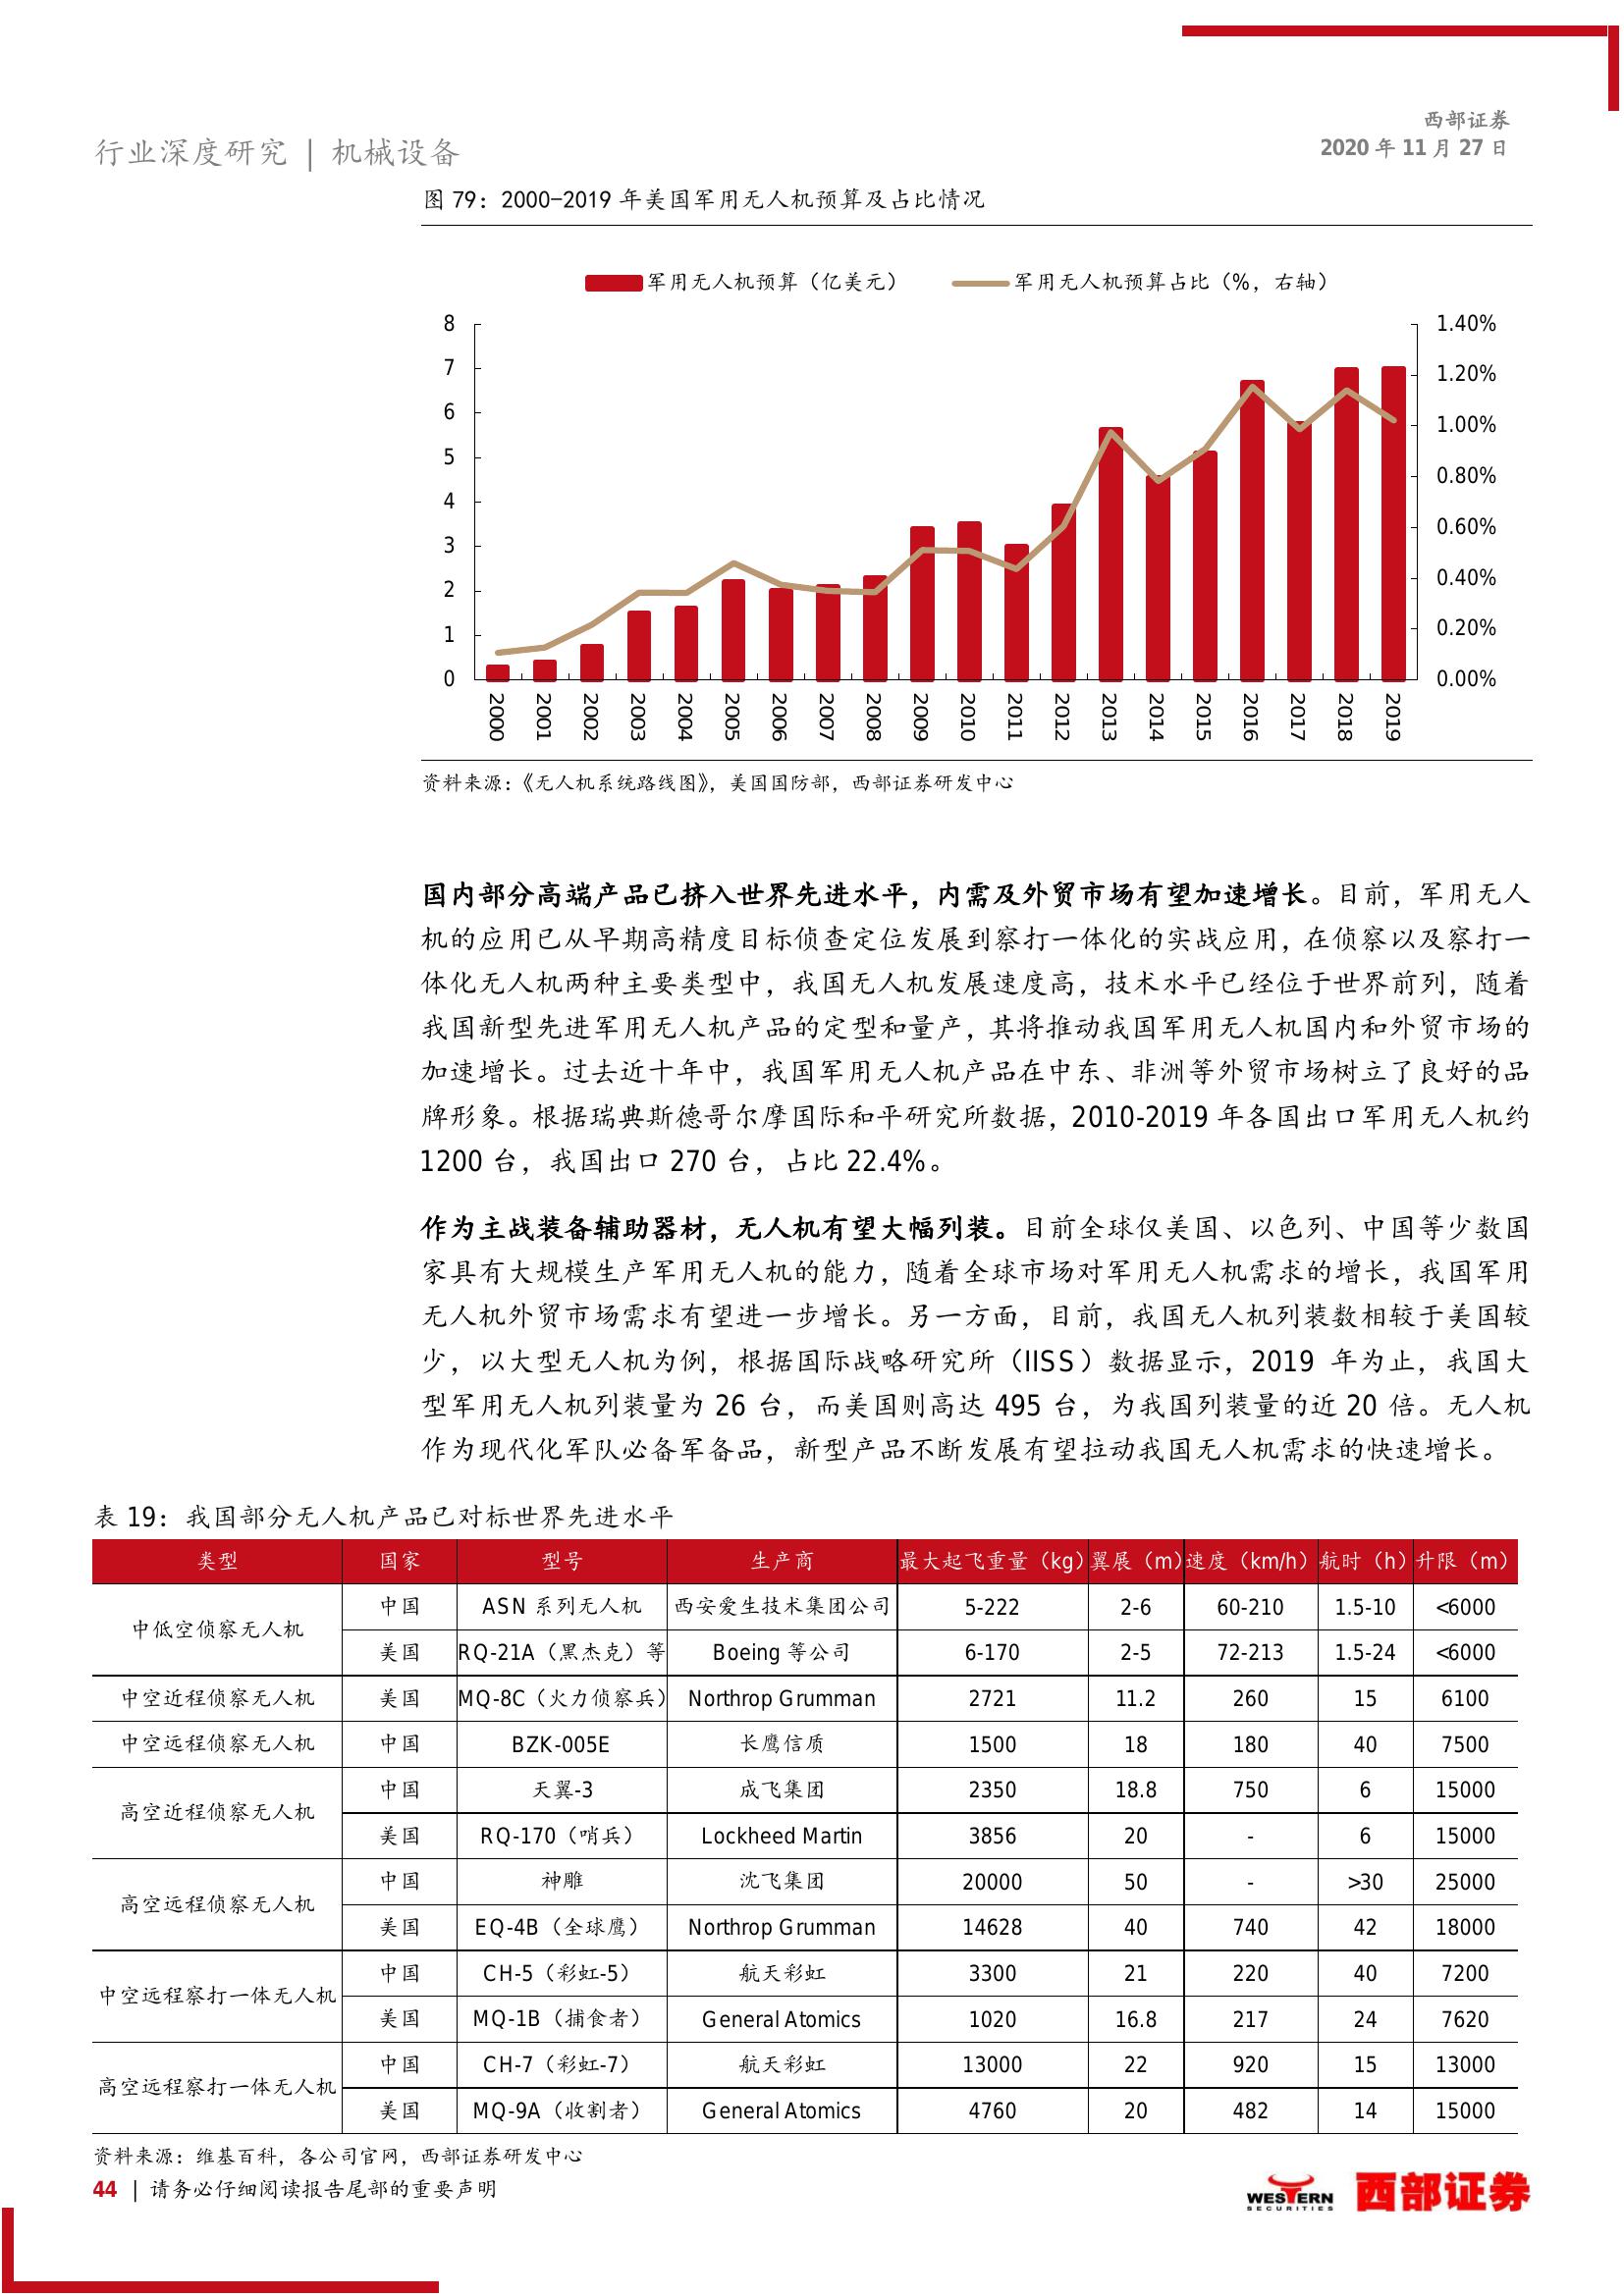 西部证券
行业深度研究 | 机械设备
2020 年 11 月 27 日
图 79：2000-2019 年美国军用无人机预算及占比情况
军用无人机预算（亿美元）
军用无人机预算占比（%，右轴）
8
7
6
5
4
3
2
1
0
1.40%
1.20%
1.00%
0.80%
0.60%
0.40%
0.20%
0.00%
2000 2001 2002 2003 2004 2005 2006 2007 2008 2009 2010 2011 2012 2013 2014 2015 2016 2017 2018 2019
资料来源：《无人机系统路线图》，美国国防部，西部证券研发中心
国内部分高端产品已挤入世界先进水平，内需及外贸市场有望加速增长。目前，军用无人
机的应用已从早期高精度目标侦查定位发展到察打一体化的实战应用，在侦察以及察打一
体化无人机两种主要类型中，我国无人机发展速度高，技术水平已经位于世界前列，随着
我国新型先进军用无人机产品的定型和量产，其将推动我国军用无人机国内和外贸市场的
加速增长。过去近十年中，我国军用无人机产品在中东、非洲等外贸市场树立了良好的品
牌形象。根据瑞典斯德哥尔摩国际和平研究所数据，2010-2019 年各国出口军用无人机约
1200 台，我国出口 270 台，占比 22.4%。
作为主战装备辅助器材，无人机有望大幅列装。目前全球仅美国、以色列、中国等少数国
家具有大规模生产军用无人机的能力，随着全球市场对军用无人机需求的增长，我国军用
无人机外贸市场需求有望进一步增长。另一方面，目前，我国无人机列装数相较于美国较
少，以大型无人机为例，根据国际战略研究所（IISS）数据显示，2019 年为止，我国大
型军用无人机列装量为 26 台，而美国则高达 495 台，为我国列装量的近 20 倍。无人机
作为现代化军队必备军备品，新型产品不断发展有望拉动我国无人机需求的快速增长。
表 19：我国部分无人机产品已对标世界先进水平
类型 国家 型号 生产商 最大起飞重量（kg） 翼展（m） 速度（km/h） 航时（h） 升限（m）
中低空侦察无人机 中国 ASN 系列无人机 西安爱生技术集团公司 5-222 2-6 60-210 1.5-10 <6000
美国 RQ-21A（黑杰克）等 Boeing 等公司 6-170 2-5 72-213 1.5-24 <6000
中空近程侦察无人机 美国 MQ-8C（火力侦察兵） Northrop Grumman 2721 11.2 260 15 6100
中空远程侦察无人机 中国 BZK-005E 长鹰信质 1500 18 180 40 7500
高空近程侦察无人机 中国 天翼-3 成飞集团 2350 18.8 750 6 15000
美国 RQ-170（哨兵） Lockheed Martin 3856 20 - 6 15000
高空远程侦察无人机 中国 神雕 沈飞集团 20000 50 - >30 25000
美国 EQ-4B（全球鹰） Northrop Grumman 14628 40 740 42 18000
中空远程察打一体无人机 中国 CH-5（彩虹-5） 航天彩虹 3300 21 220 40 7200
美国 MQ-1B（捕食者） General Atomics 1020 16.8 217 24 7620
高空远程察打一体无人机 中国 CH-7（彩虹-7） 航天彩虹 13000 22 920 15 13000
美国 MQ-9A（收割者） General Atomics 4760 20 482 14 15000
资料来源：维基百科，各公司官网，西部证券研发中心
44 | 请务必仔细阅读报告尾部的重要声明
WESTERN
SECURITIES
西部证券